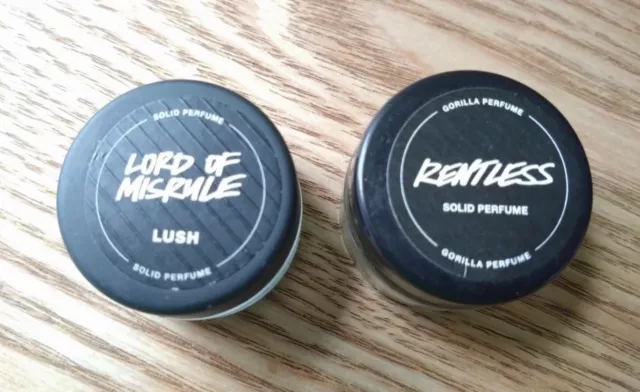 SOLID PERFUME
LORD OF
MISRULE
LUSH
SOLID PERFUME
GORILLA PERFUME
RENTLESS
SOLID PERFUME
GORILLA PERFUME